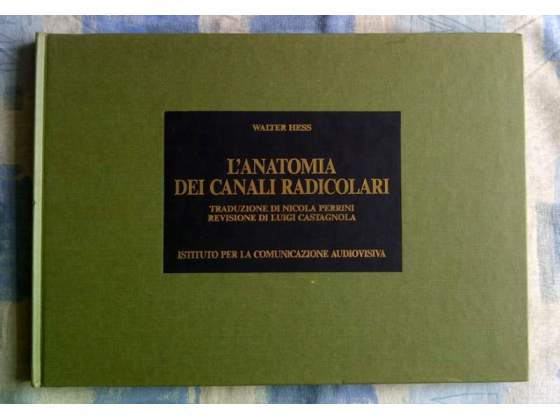 WALTER HESS
L'ANATOMIA
DEI CANALI RADICOLARI
TRADUZIONE DI NICOLA PERRINI
REVISIONE DI LUIGI CASTAGNOLA
ISTITUTO PER LA COMUNICAZIONE AUDIOVISIVA